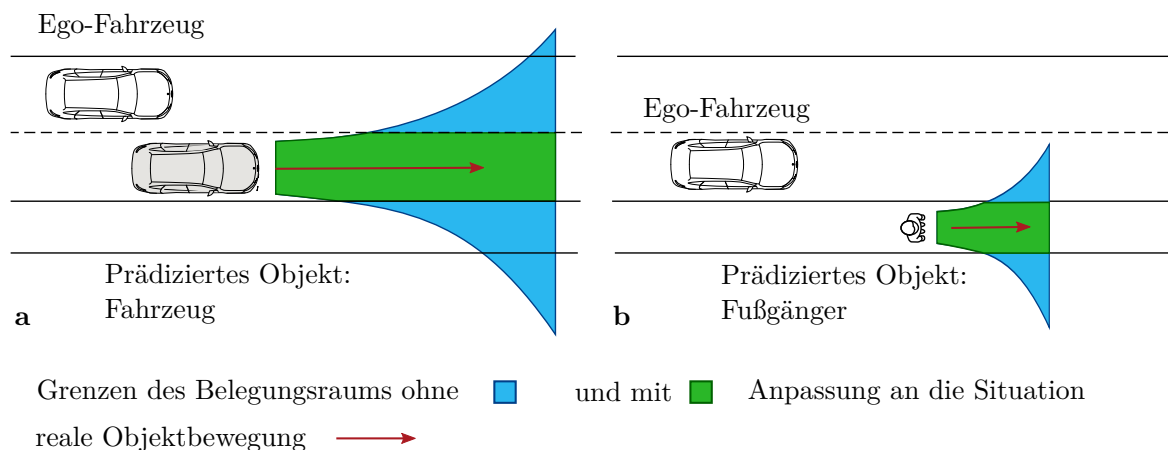 Ego-Fahrzeug
Prädiziertes Objekt:
Fahrzeug
a
Ego-Fahrzeug
Prädiziertes Objekt:
Fußgänger
b
Grenzen des Belegungsraums ohne und mit Anpassung an die Situation
reale Objektbewegung